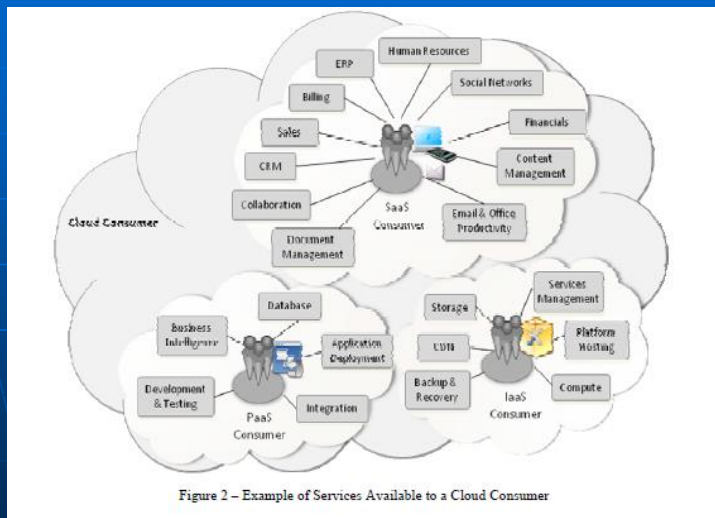 Human Resources
ERP
Social Networks
Billing
Financials
Sales
Content
Management
CRM
Collaboration
SaaS
Consumer
Email & Office
Productivity
Document
Management
Cloud Consumer
Database
Business
Intelligence
Application
Deployment
Development
& Testing
Integration
PaaS
Consumer
Services
Management
Storage
Platform
Hosting
CDN
Backup &
Recovery
Compute
IaaS
Consumer
Figure 2 – Example of Services Available to a Cloud Consumer